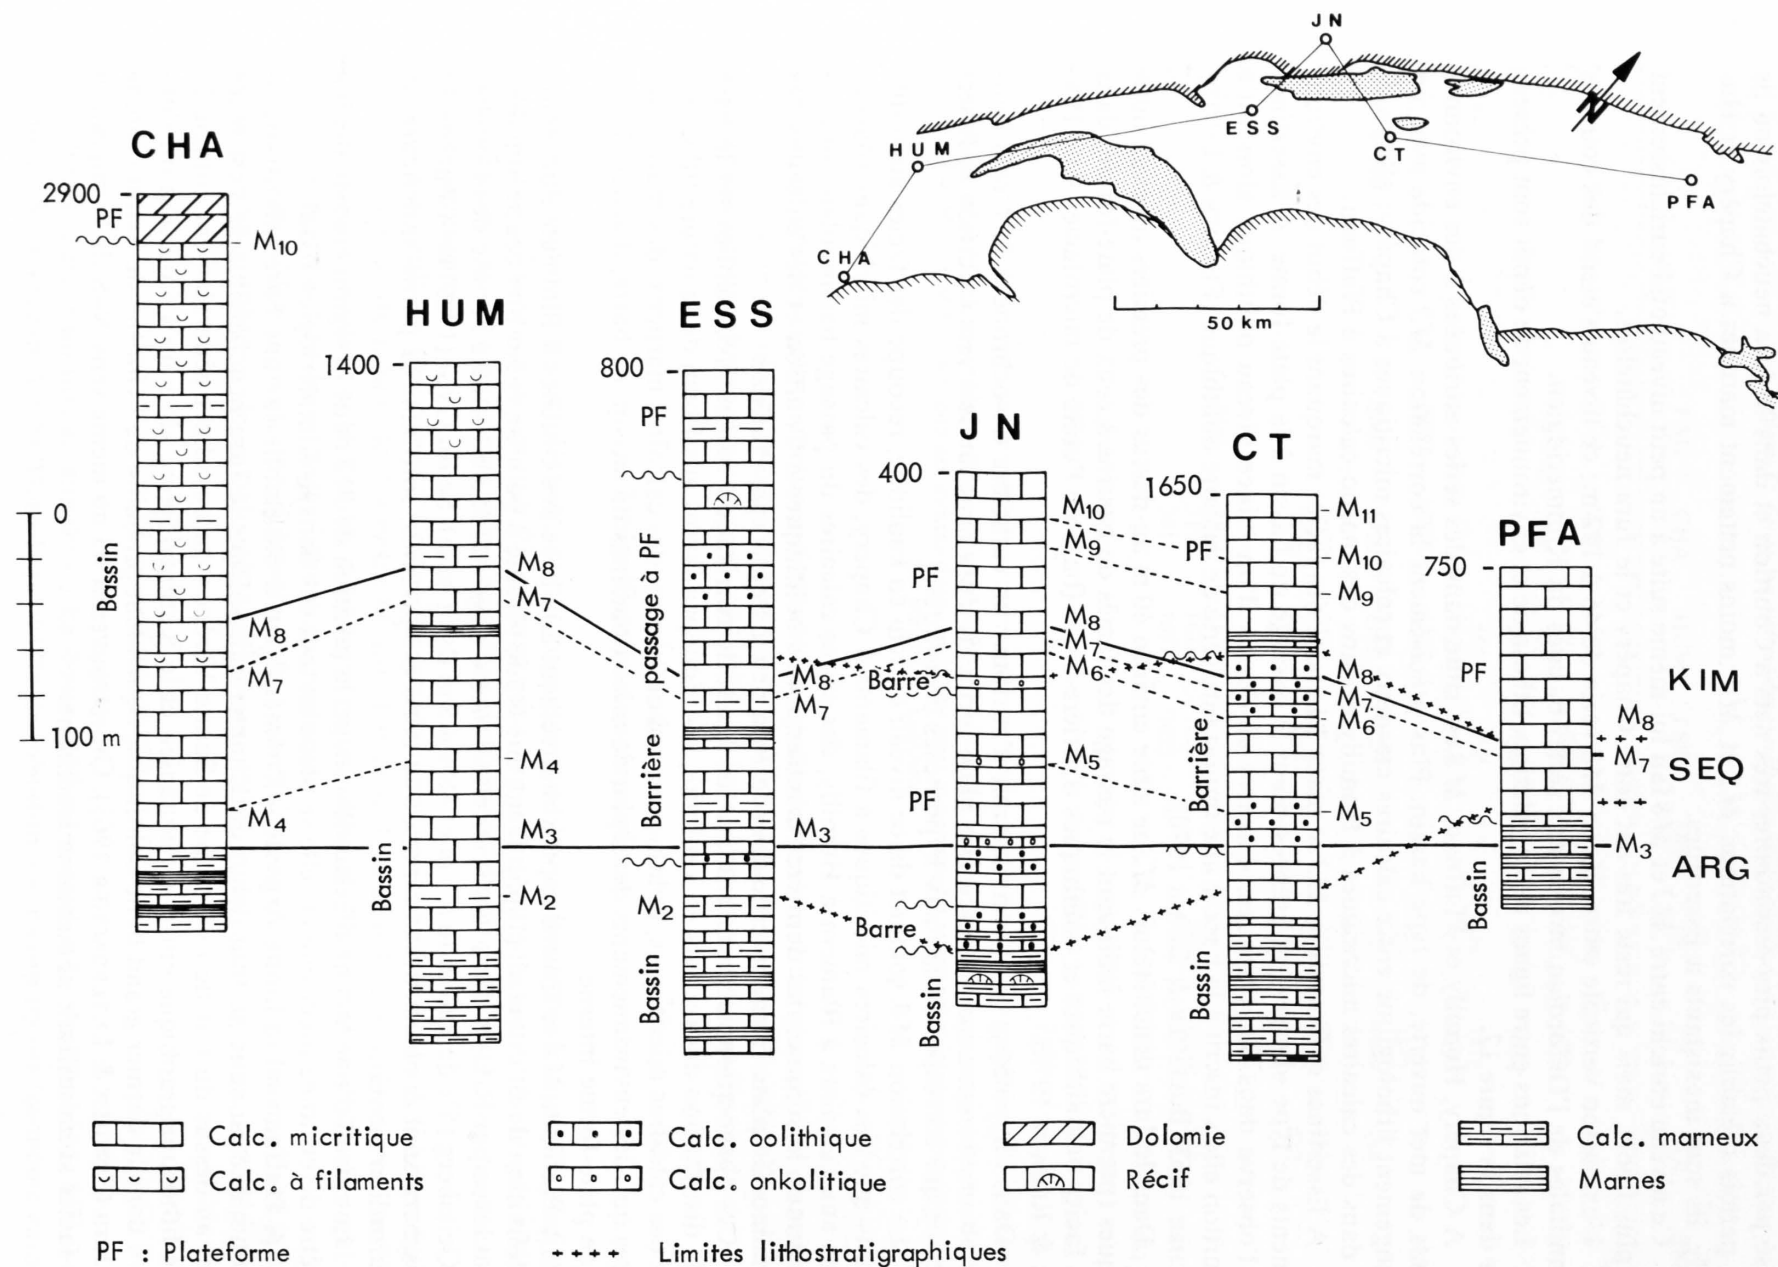 JN
ESS
HUM
CT
PFA
CHA
N
50 km
CHA
2900
PF
M10
Bassin
M8
M7
M4
0
100 m
HUM
1400
M8
M7
M4
M3
M2
Bassin
ESS
800
PF
passage à PF
Barrière
M8
M7
M3
M2
Bassin
JN
400
PF
Barre
PF
Barre
Bassin
M10
M9
M8
M7
M6
M5
CT
1650
PF
M11
M10
M9
M8
M7
M6
M5
Barrière
Bassin
PFA
750
PF
Bassin
M8
M7
M3
KIM
SEQ
ARG
Calc. micritique
Calc. oolithique
Dolomie
Calc. marneux
Calc. à filaments
Calc. onkolitique
Récif
Marnes
PF : Plateforme
Limites lithostratigraphiques